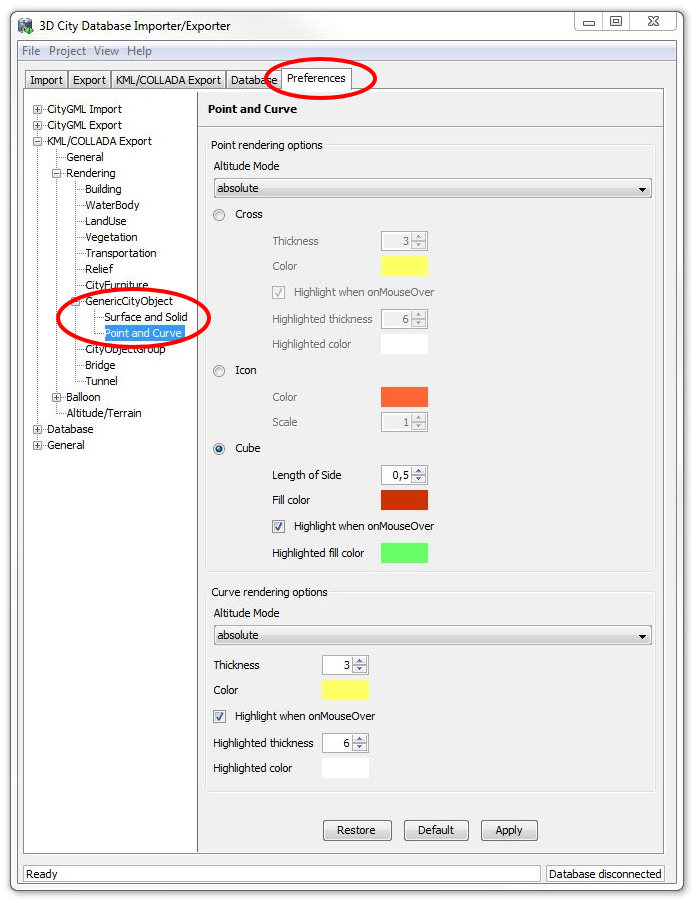 3D City Database Importer/Exporter
File Project View Help
Import Export KML/COLLADA Export Database Preferences
CityGML Import
CityGML Export
KML/COLLADA Export
General
Rendering
Building
WaterBody
LandUse
Vegetation
Transportation
Relief
CityFurniture
GenericCityObject
Surface and Solid
Point and Curve
CityObjectGroup
Bridge
Tunnel
Balloon
Altitude/Terrain
Database
General
Point and Curve
Point rendering options
Altitude Mode
absolute
Cross
Thickness 3
Color
Highlight when onMouseOver
Highlighted thickness 6
Highlighted color
Icon
Color
Scale 1
Cube
Length of Side 0,5
Fill color
Highlight when onMouseOver
Highlighted fill color
Curve rendering options
Altitude Mode
absolute
Thickness 3
Color
Highlight when onMouseOver
Highlighted thickness 6
Highlighted color
Restore Default Apply
Ready Database disconnected